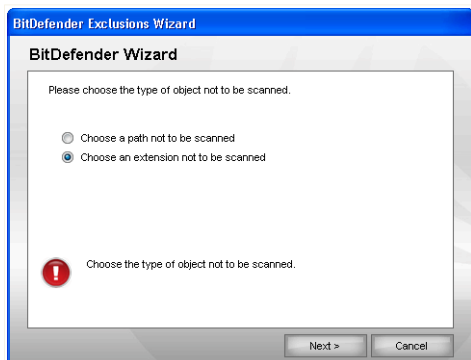 BitDefender Exclusions Wizard
BitDefender Wizard
Please choose the type of object not to be scanned.
Choose a path not to be scanned
Choose an extension not to be scanned
Choose the type of object not to be scanned.
Next >
Cancel